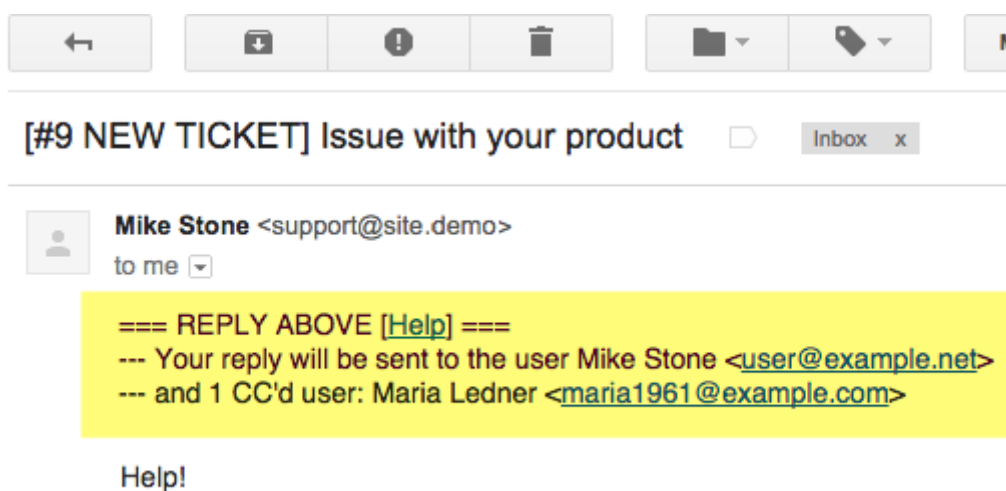 [#9 NEW TICKET] Issue with your product Inbox x
Mike Stone <support@site.demo>
to me
=== REPLY ABOVE [Help] ===
--- Your reply will be sent to the user Mike Stone <user@example.net>
--- and 1 CC'd user: Maria Ledner <maria1961@example.com>
Help!